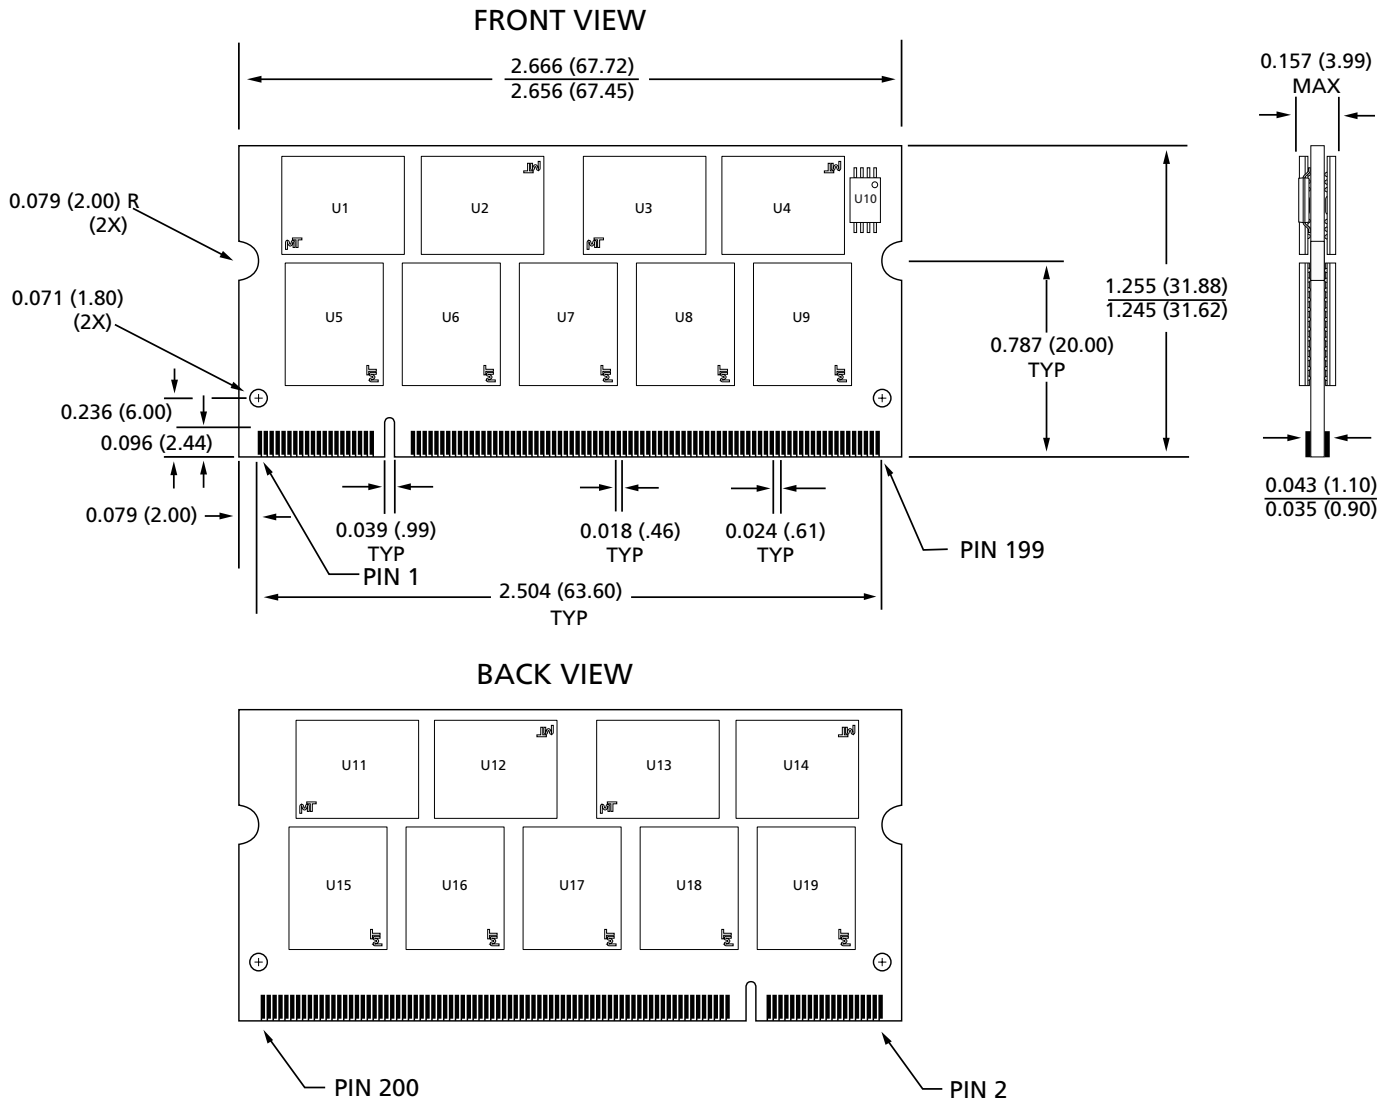 FRONT VIEW
2.666 (67.72)
2.656 (67.45)
0.157 (3.99)
MAX
U1
U2
U3
U4
U10
0.079 (2.00) R
(2X)
0.071 (1.80)
(2X)
U5
U6
U7
U8
U9
1.255 (31.88)
1.245 (31.62)
0.787 (20.00)
TYP
0.236 (6.00)
0.096 (2.44)
0.079 (2.00)
0.039 (.99)
TYP
0.018 (.46)
TYP
0.024 (.61)
TYP
0.043 (1.10)
0.035 (0.90)
PIN 1
PIN 199
2.504 (63.60)
TYP
BACK VIEW
U11
U12
U13
U14
U15
U16
U17
U18
U19
PIN 200
PIN 2